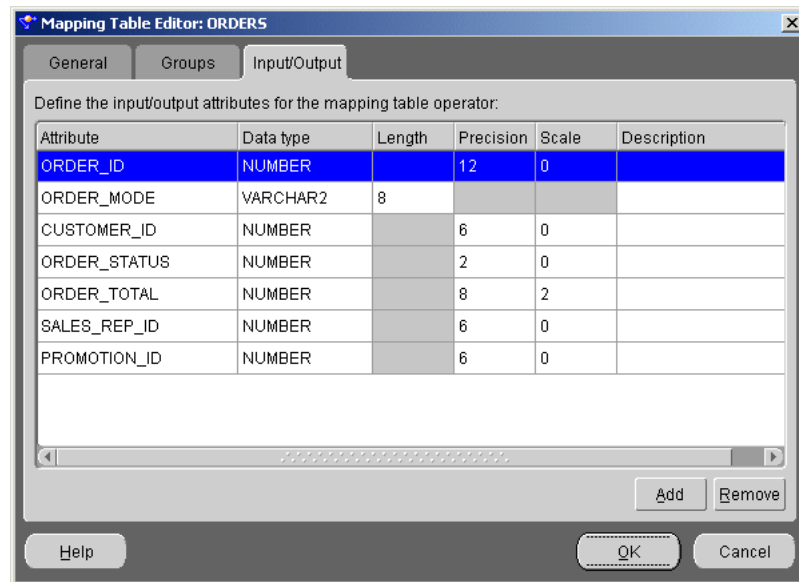 Mapping Table Editor: ORDERS
General Groups Input/Output
Define the input/output attributes for the mapping table operator:
Attribute Data type Length Precision Scale Description
ORDER_ID NUMBER 12 0
ORDER_MODE VARCHAR2 8
CUSTOMER_ID NUMBER 6 0
ORDER_STATUS NUMBER 2 0
ORDER_TOTAL NUMBER 8 2
SALES_REP_ID NUMBER 6 0
PROMOTION_ID NUMBER 6 0
Add Remove
Help OK Cancel